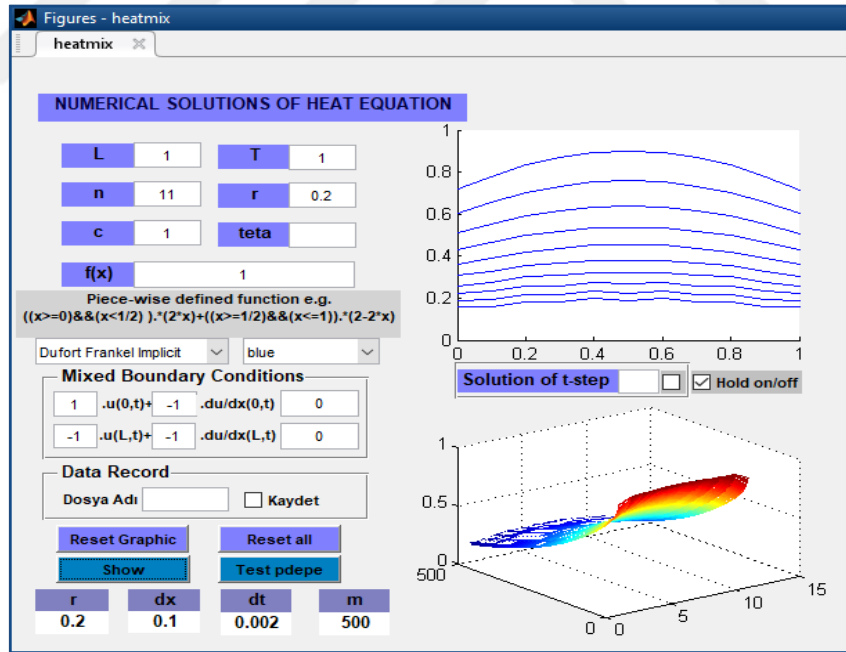 Figures - heatmix
heatmix
NUMERICAL SOLUTIONS OF HEAT EQUATION
L 1 T 1
n 11 r 0.2
c 1 teta
f(x) 1
Piece-wise defined function e.g.
((x>=0)&&(x<1/2) ).*(2*x)+((x>=1/2)&&(x<=1)).*(2-2*x)
Dufort Frankel Implicit blue
Mixed Boundary Conditions
1 .u(0,t)+ -1 .du/dx(0,t) 0
-1 .u(L,t)+ -1 .du/dx(L,t) 0
Data Record
Dosya Adı Kaydet
Reset Graphic Reset all
Show Test pdepe
r dx dt m
0.2 0.1 0.002 500
1
0.8
0.6
0.4
0.2
0
0 0.2 0.4 0.6 0.8 1
Solution of t-step Hold on/off
1
0.5
0
500
0 0
5
10
15